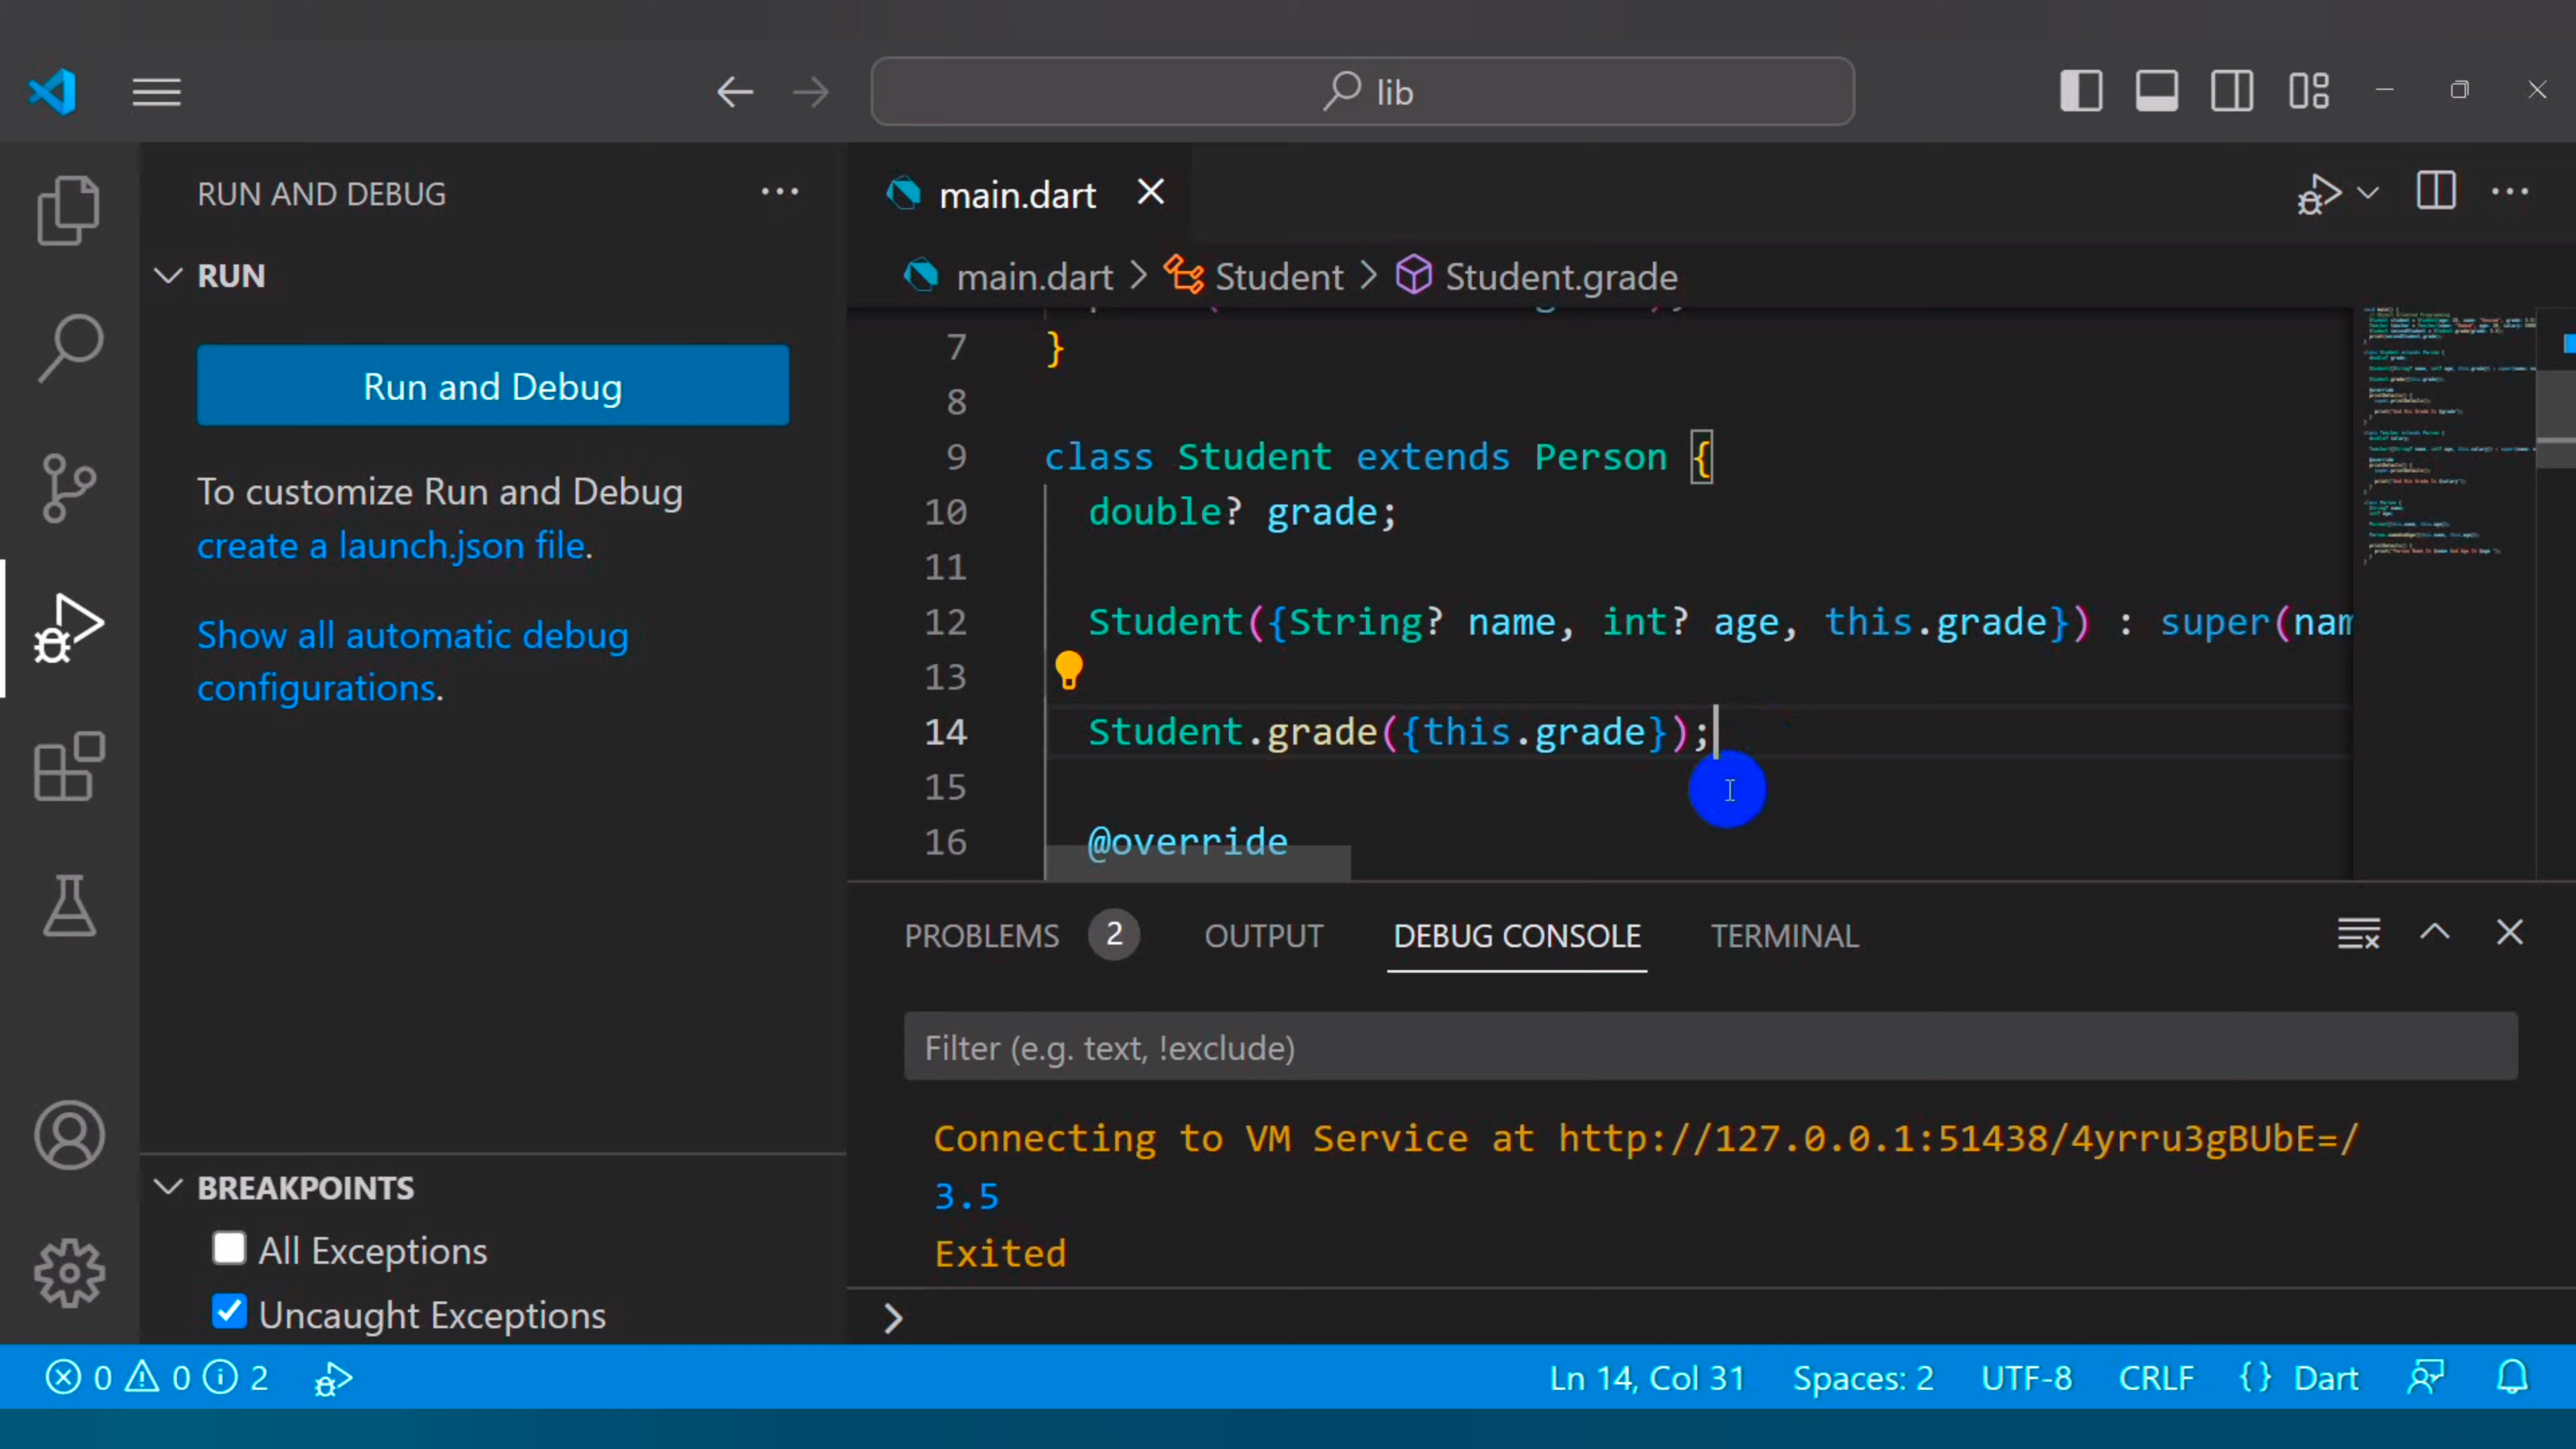 lib
RUN AND DEBUG
RUN
Run and Debug
To customize Run and Debug
create a launch.json file.
Show all automatic debug
configurations.
BREAKPOINTS
All Exceptions
Uncaught Exceptions
main.dart
main.dart > Student > Student.grade
7 }
8
9 class Student extends Person {
10 double? grade;
11
12 Student({String? name, int? age, this.grade}) : super(nam
13
14 Student.grade({this.grade});
15
16 @override
PROBLEMS 2 OUTPUT DEBUG CONSOLE TERMINAL
Filter (e.g. text, !exclude)
Connecting to VM Service at http://127.0.0.1:51438/4yrru3gBUbE=/
3.5
Exited
0 0 2 Ln 14, Col 31 Spaces: 2 UTF-8 CRLF {} Dart